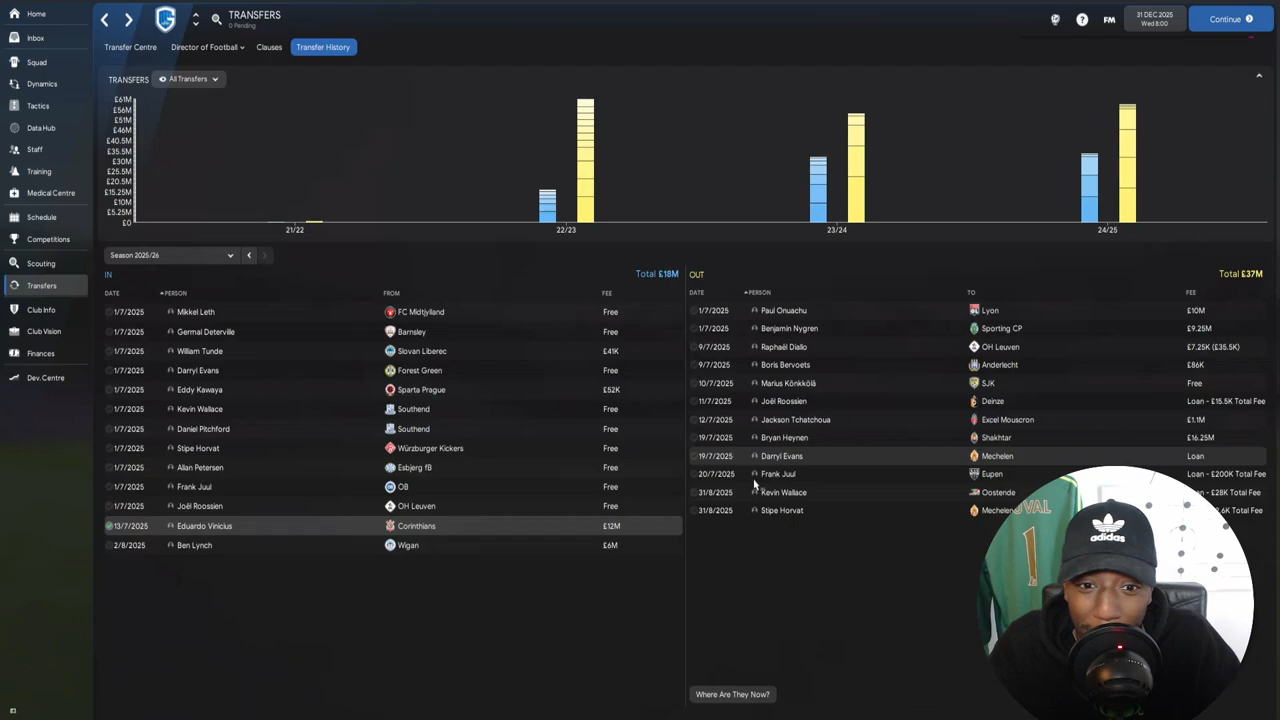 Home
Inbox
Squad
Dynamics
Tactics
Data Hub
Staff
Training
Medical Centre
Schedule
Competitions
Scouting
Transfers
Club Info
Club Vision
Finances
Dev. Centre
TRANSFERS
0 Pending
FM
31 DEC 2025
Wed 8:00
Continue
Transfer Centre
Director of Football
Clauses
Transfer History
TRANSFERS
All Transfers
£61M
£56M
£51M
£46M
£40.5M
£35.5M
£30M
£25.5M
£20.5M
£15.25M
£10M
£5.25M
£0
21/22
22/23
23/24
24/25
Season 2025/26
IN
Total £18M
DATE PERSON FROM FEE
1/7/2025 Mikkel Leth FC Midtjylland Free
1/7/2025 Germal Deterville Barnsley Free
1/7/2025 William Tunde Slovan Liberec £41K
1/7/2025 Darryl Evans Forest Green Free
1/7/2025 Eddy Kawaya Sparta Prague £52K
1/7/2025 Kevin Wallace Southend Free
1/7/2025 Daniel Pitchford Southend Free
1/7/2025 Stipe Horvat Würzburger Kickers Free
1/7/2025 Allan Petersen Esbjerg fB Free
1/7/2025 Frank Juul OB Free
1/7/2025 Joël Roossien OH Leuven Free
13/7/2025 Eduardo Vinicius Corinthians £12M
2/8/2025 Ben Lynch Wigan £6M
OUT
Total £37M
DATE PERSON TO FEE
1/7/2025 Paul Onuachu Lyon £10M
1/7/2025 Benjamin Nygren Sporting CP £9.25M
9/7/2025 Raphaël Diallo OH Leuven £7.25K (£35.5K)
9/7/2025 Boris Bervoets Anderlecht £86K
10/7/2025 Marius Könkkölä SJK Free
11/7/2025 Joël Roossien Deinze Loan - £15.5K Total Fee
12/7/2025 Jackson Tchatchoua Excel Mouscron £1.1M
19/7/2025 Bryan Heynen Shakhtar £16.25M
19/7/2025 Darryl Evans Mechelen Loan
20/7/2025 Frank Juul Eupen Loan - £200K Total Fee
31/8/2025 Kevin Wallace Oostende - £28K Total Fee
31/8/2025 Stipe Horvat Mechelen Total Fee
Where Are They Now?
adidas